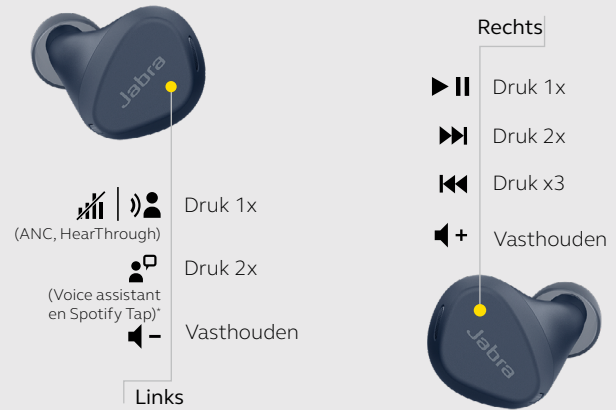 Jabra
Druk 1x
(ANC, HearThrough)
Druk 2x
(Voice assistant
en Spotify Tap)*
Vasthouden
Links
Rechts
Druk 1x
Druk 2x
Druk x3
Vasthouden
Jabra